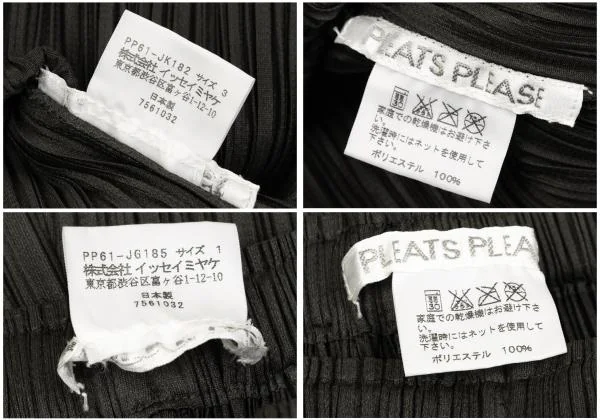 PP61-JK182 サイズ 3
株式会社 イッセイミヤケ
東京都渋谷区富ヶ谷1-12-10
日本製
7561032
PLEATS PLEASE
家庭での乾燥機はお避け下さい。
洗濯時にはネットを使用して
下さい。
ポリエステル 100%
PP61-JG185 サイズ 1
株式会社 イッセイミヤケ
東京都渋谷区富ヶ谷1-12-10
日本製
7561032
PLEATS PLEA
30
家庭での乾燥機はお避け下
さい。
洗濯時にはネットを使用して
下さい。
ポリエステル 100%